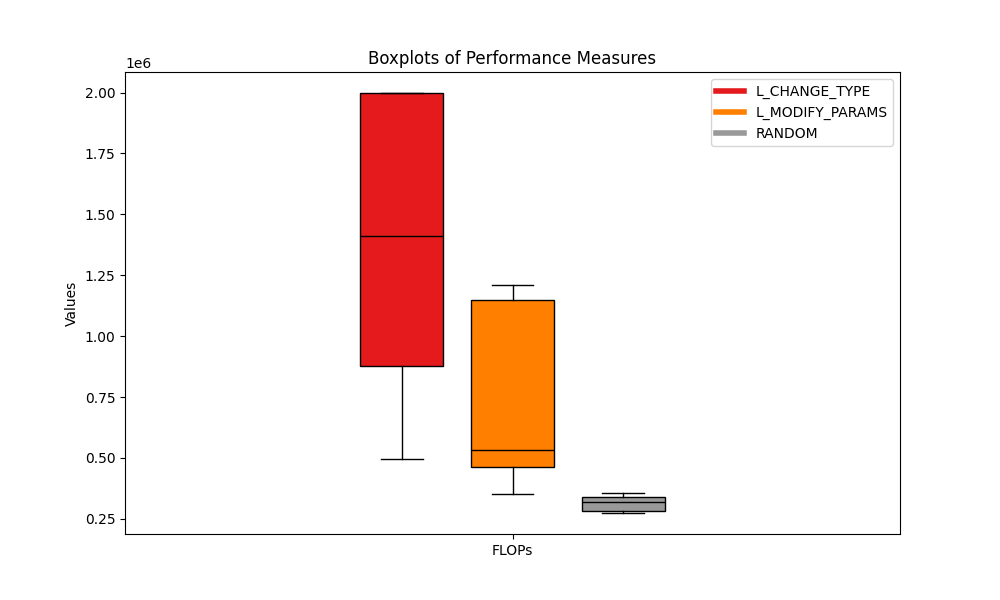 Boxplots of Performance Measures
1e6
2.00
1.75
1.50
1.25
1.00
0.75
0.50
0.25
Values
FLOPs
L_CHANGE_TYPE
L_MODIFY_PARAMS
RANDOM